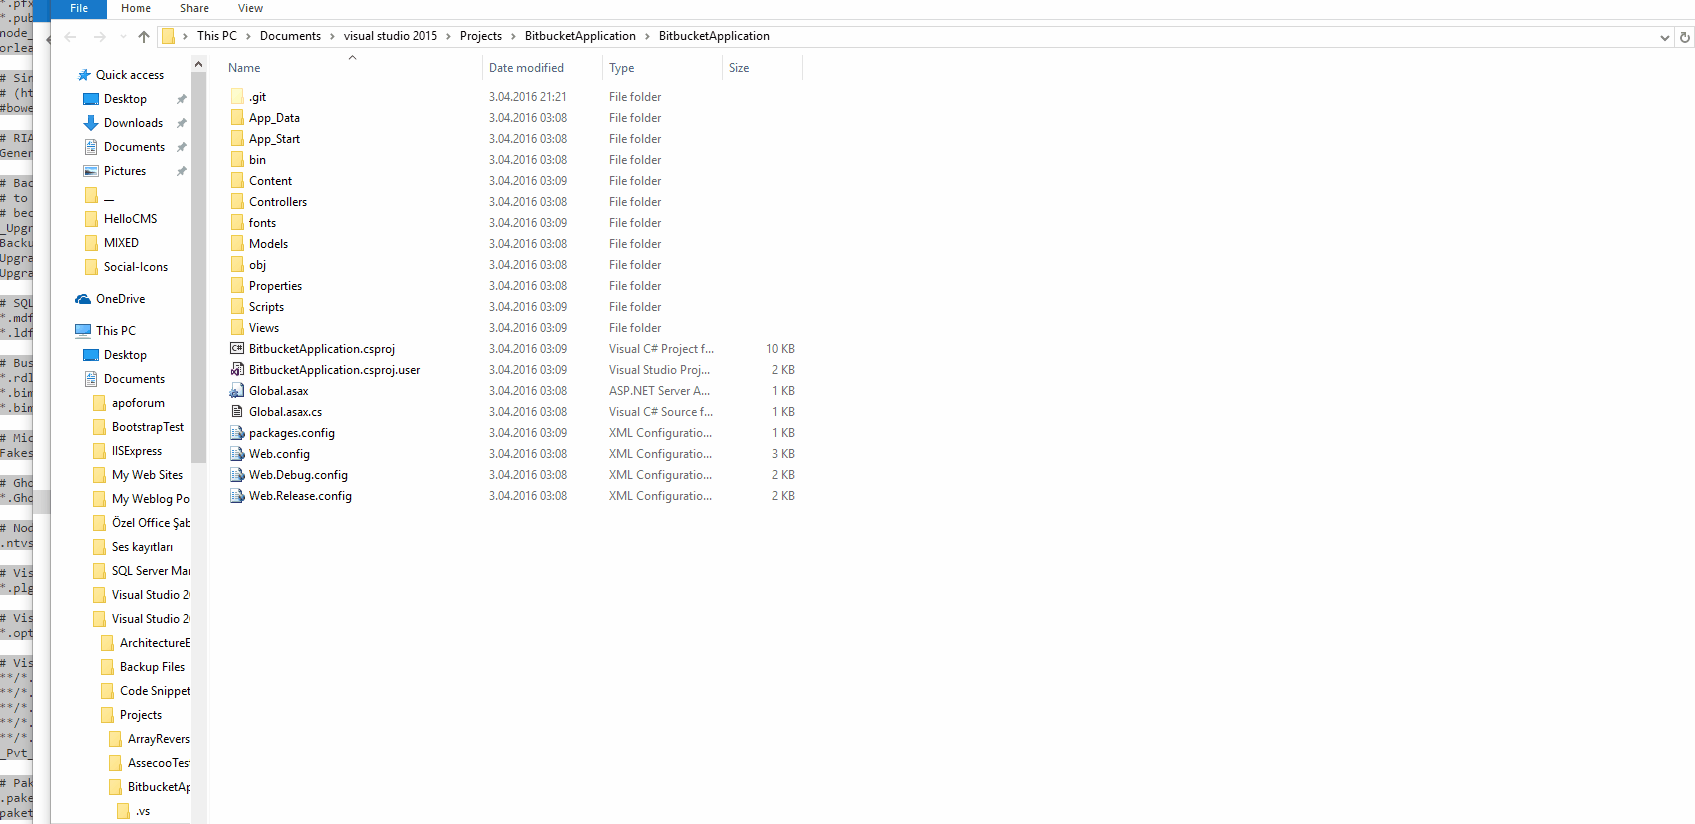 File Home Share View
This PC > Documents > visual studio 2015 > Projects > BitbucketApplication > BitbucketApplication
Name Date modified Type Size
.git 3.04.2016 21:21 File folder
App_Data 3.04.2016 03:08 File folder
App_Start 3.04.2016 03:08 File folder
bin 3.04.2016 03:08 File folder
Content 3.04.2016 03:09 File folder
Controllers 3.04.2016 03:08 File folder
fonts 3.04.2016 03:09 File folder
Models 3.04.2016 03:08 File folder
obj 3.04.2016 03:08 File folder
Properties 3.04.2016 03:08 File folder
Scripts 3.04.2016 03:09 File folder
Views 3.04.2016 03:09 File folder
BitbucketApplication.csproj 3.04.2016 03:09 Visual C# Project f... 10 KB
BitbucketApplication.csproj.user 3.04.2016 03:09 Visual Studio Proj... 2 KB
Global.asax 3.04.2016 03:08 ASP.NET Server A... 1 KB
Global.asax.cs 3.04.2016 03:08 Visual C# Source f... 1 KB
packages.config 3.04.2016 03:09 XML Configuratio... 1 KB
Web.config 3.04.2016 03:08 XML Configuratio... 3 KB
Web.Debug.config 3.04.2016 03:08 XML Configuratio... 2 KB
Web.Release.config 3.04.2016 03:08 XML Configuratio... 2 KB
Quick access
Desktop
Downloads
Documents
Pictures
__
HelloCMS
MIXED
Social-Icons
OneDrive
This PC
Desktop
Documents
apoforum
BootstrapTest
IISExpress
My Web Sites
My Weblog Po
Özel Office Şab
Ses kayıtları
SQL Server Mar
Visual Studio 20
Visual Studio 20
ArchitectureE
Backup Files
Code Snippet
Projects
ArrayRevers
AssecooTest
BitbucketAp
.vs
*.pfx
*.pub
node_
orlea
# Sin
# (ht
#bowe
# RIA
Gener
# Bac
# to
# bec
_Upgr
Backu
Upgra
Upgra
# SQL
*.mdf
*.ldf
# Bus
*.rdl
*.bim
*.bim
# Mic
Fakes
# Gho
*.Gho
# Nod
.ntvs
# Vis
*.plg
# Vis
*.opt
# Vis
**/*.
**/*.
**/*.
**/*.
**/*.
_Pvt_
# Pak
.pake
paket